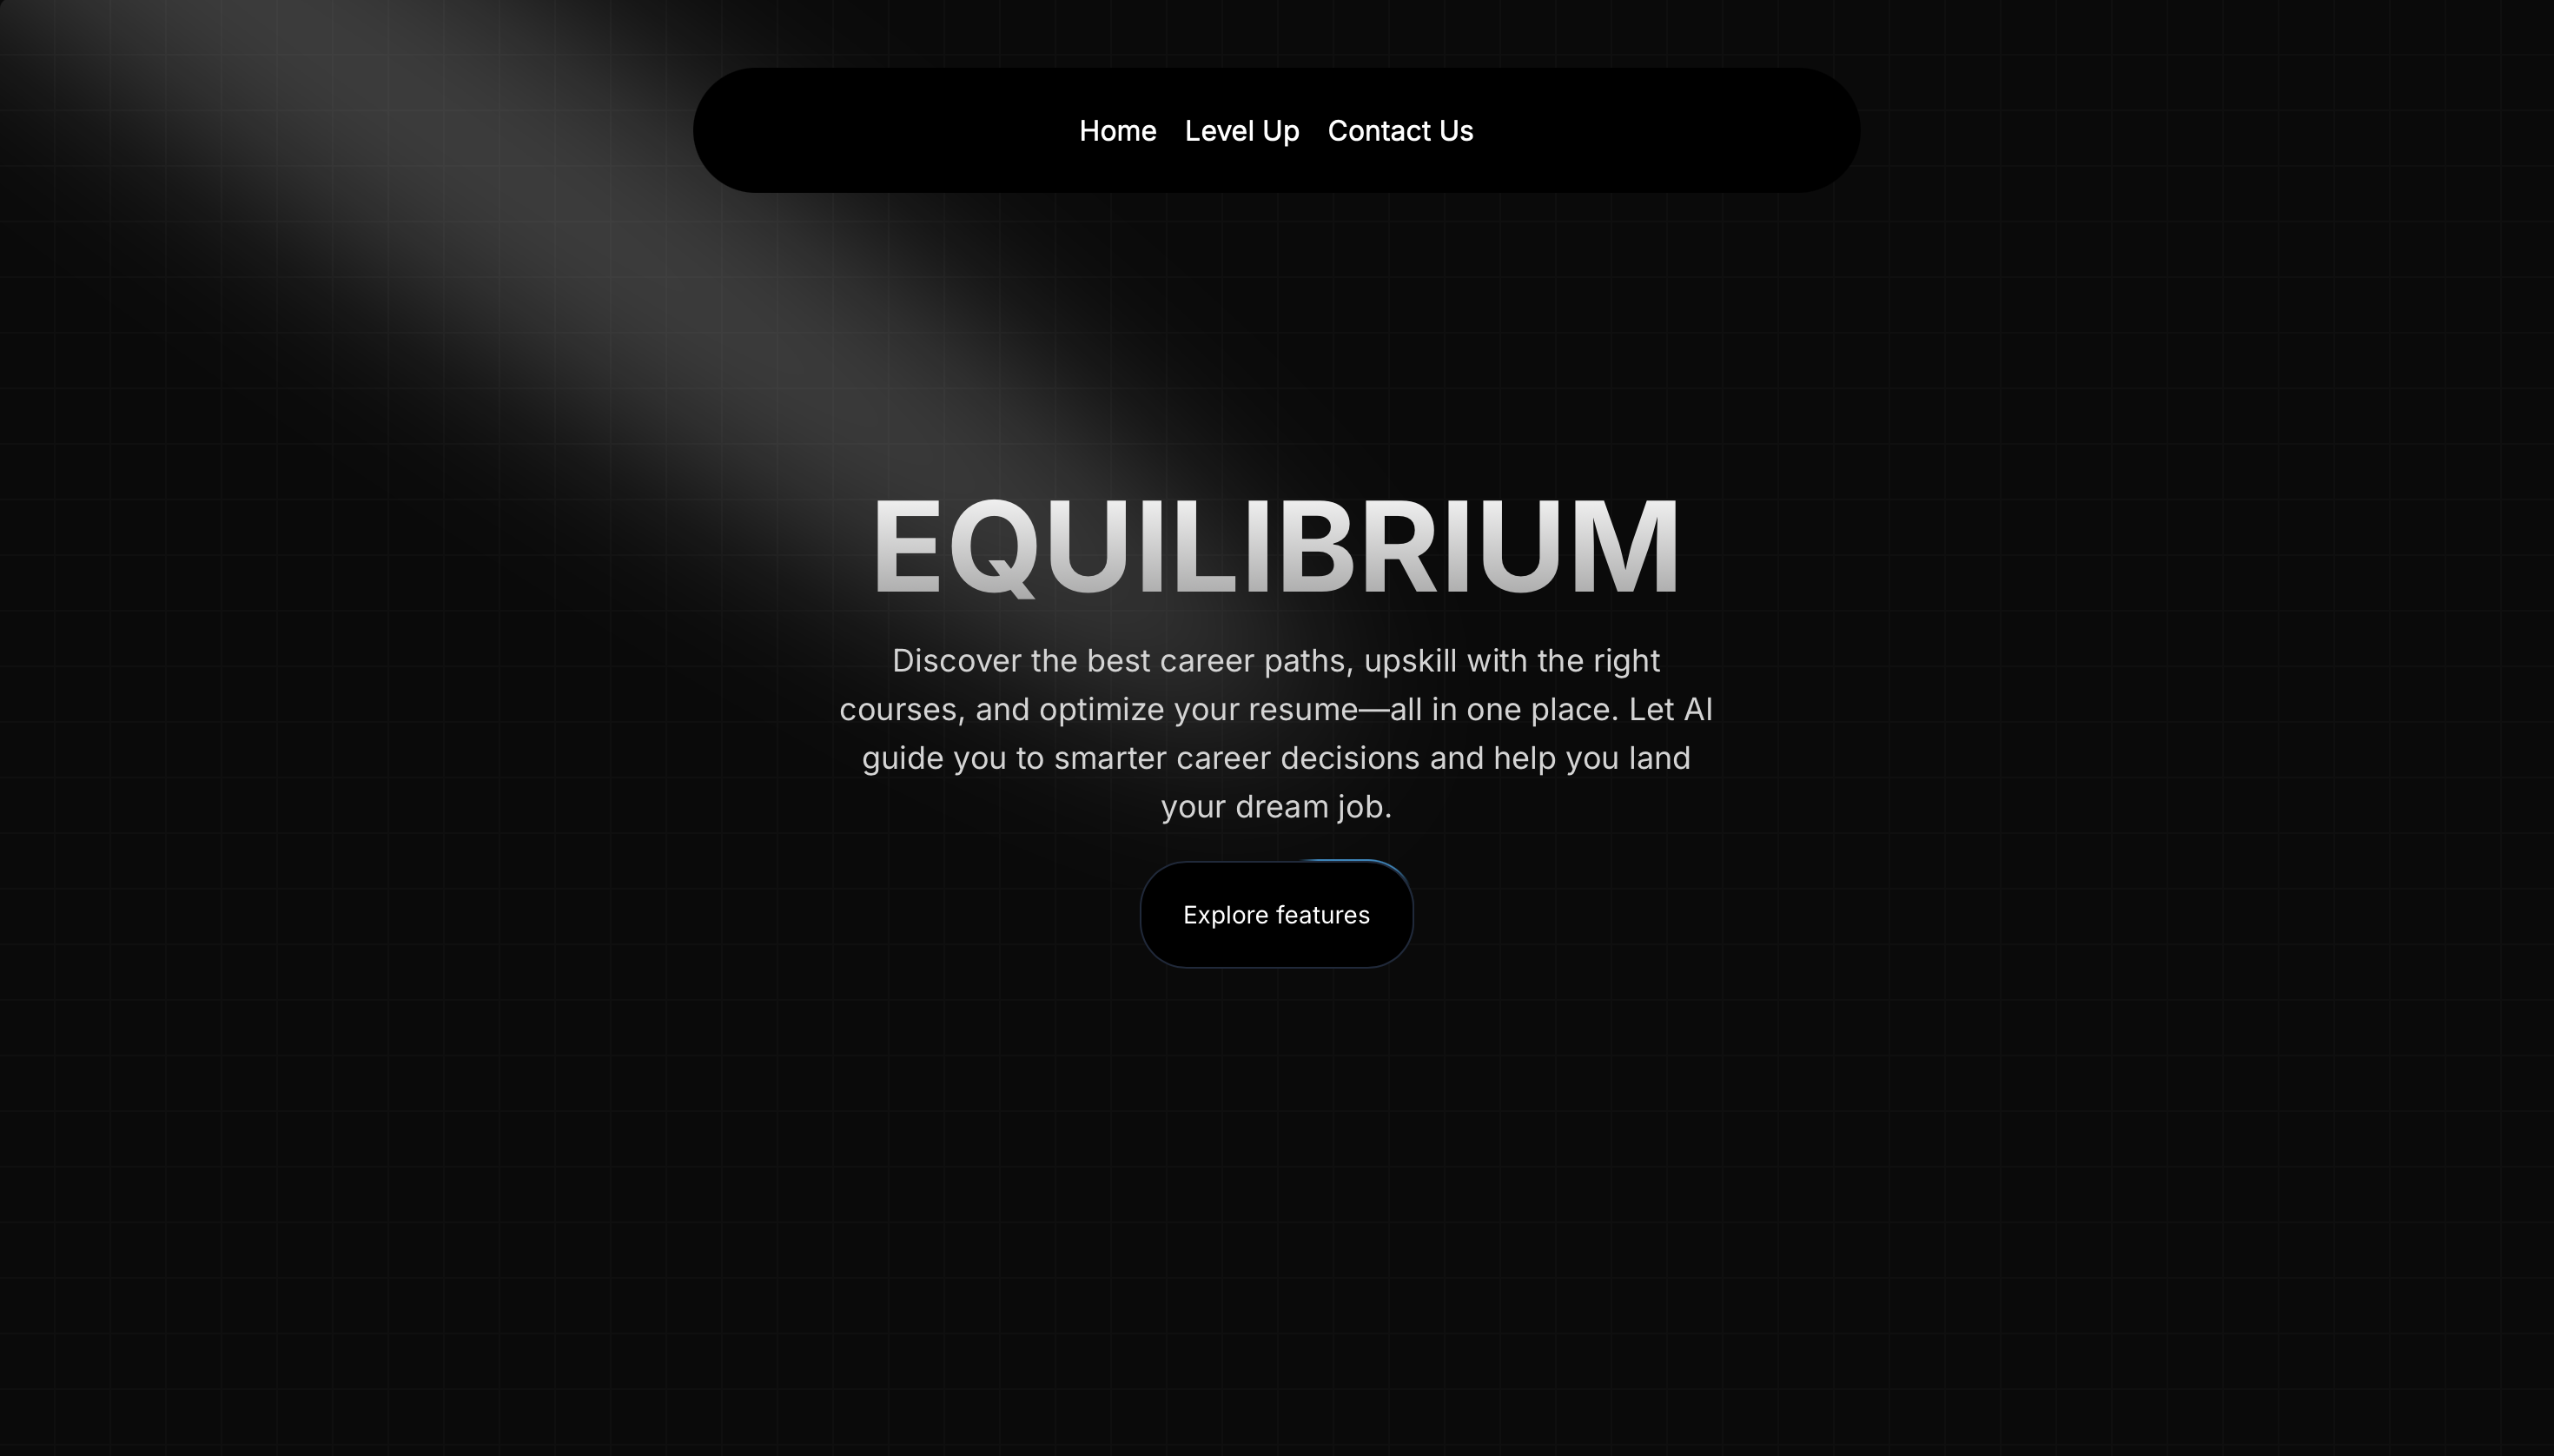 Home Level Up Contact Us
EQUILIBRIUM
Discover the best career paths, upskill with the right
courses, and optimize your resume—all in one place. Let AI
guide you to smarter career decisions and help you land
your dream job.
Explore features